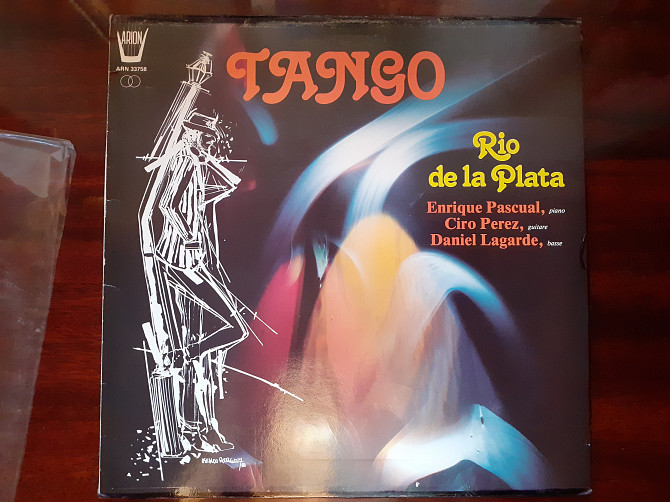 ARION
ARN 33758
TANGO
Rio
de la Plata
Enrique Pascual, piano
Ciro Perez, guitare
Daniel Lagarde, basse